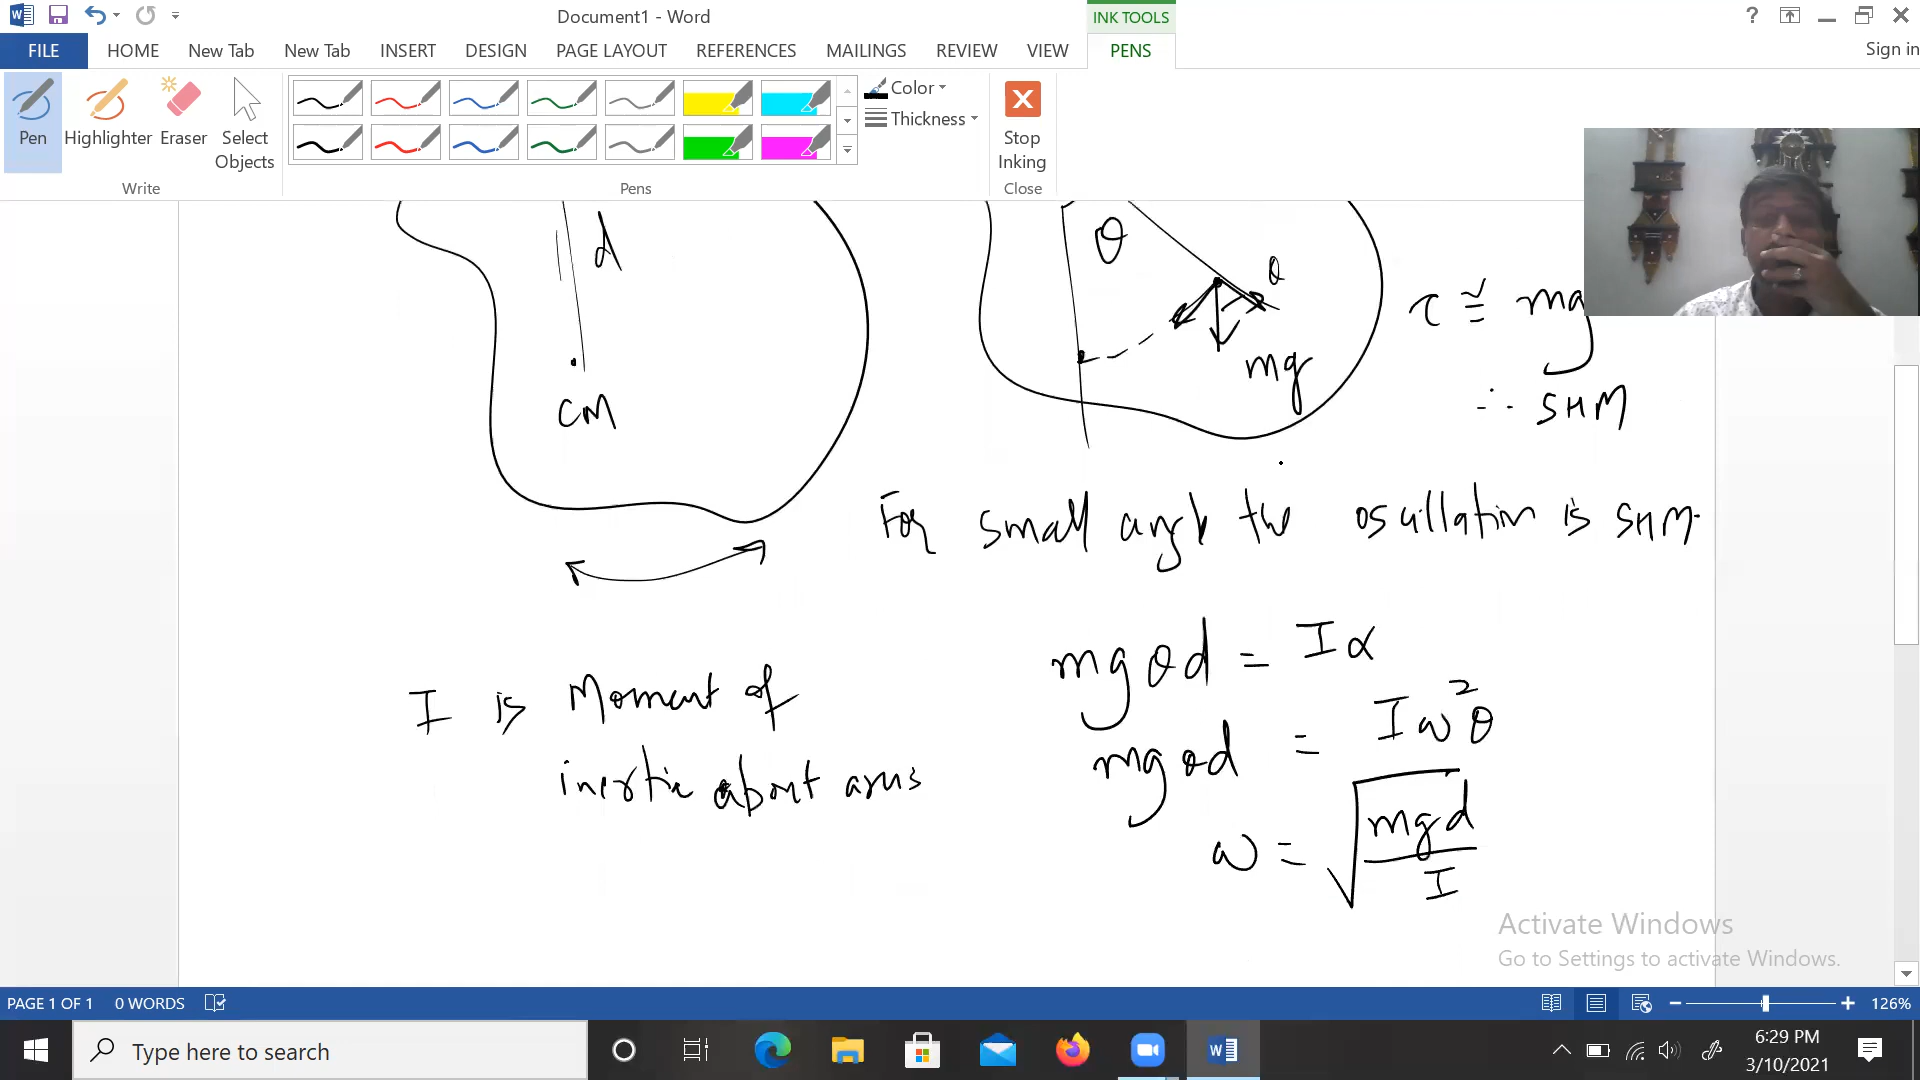 Document1 - Word
INK TOOLS
?
FILE HOME New Tab New Tab INSERT DESIGN PAGE LAYOUT REFERENCES MAILINGS REVIEW VIEW PENS Sign in
Pen Highlighter Eraser Select Objects
Color
Thickness
Stop Inking
Write Pens Close
d
CM
θ
θ
mg
τ ≅ mg
∴ SHM
For small angle the oscillation is SHM.
mgθd = Iα
I is Moment of
inertia about axis
mgθd = Iω²θ
ω = √(mgd/I)
Activate Windows
Go to Settings to activate Windows.
PAGE 1 OF 1 0 WORDS 126%
Type here to search
6:29 PM
3/10/2021